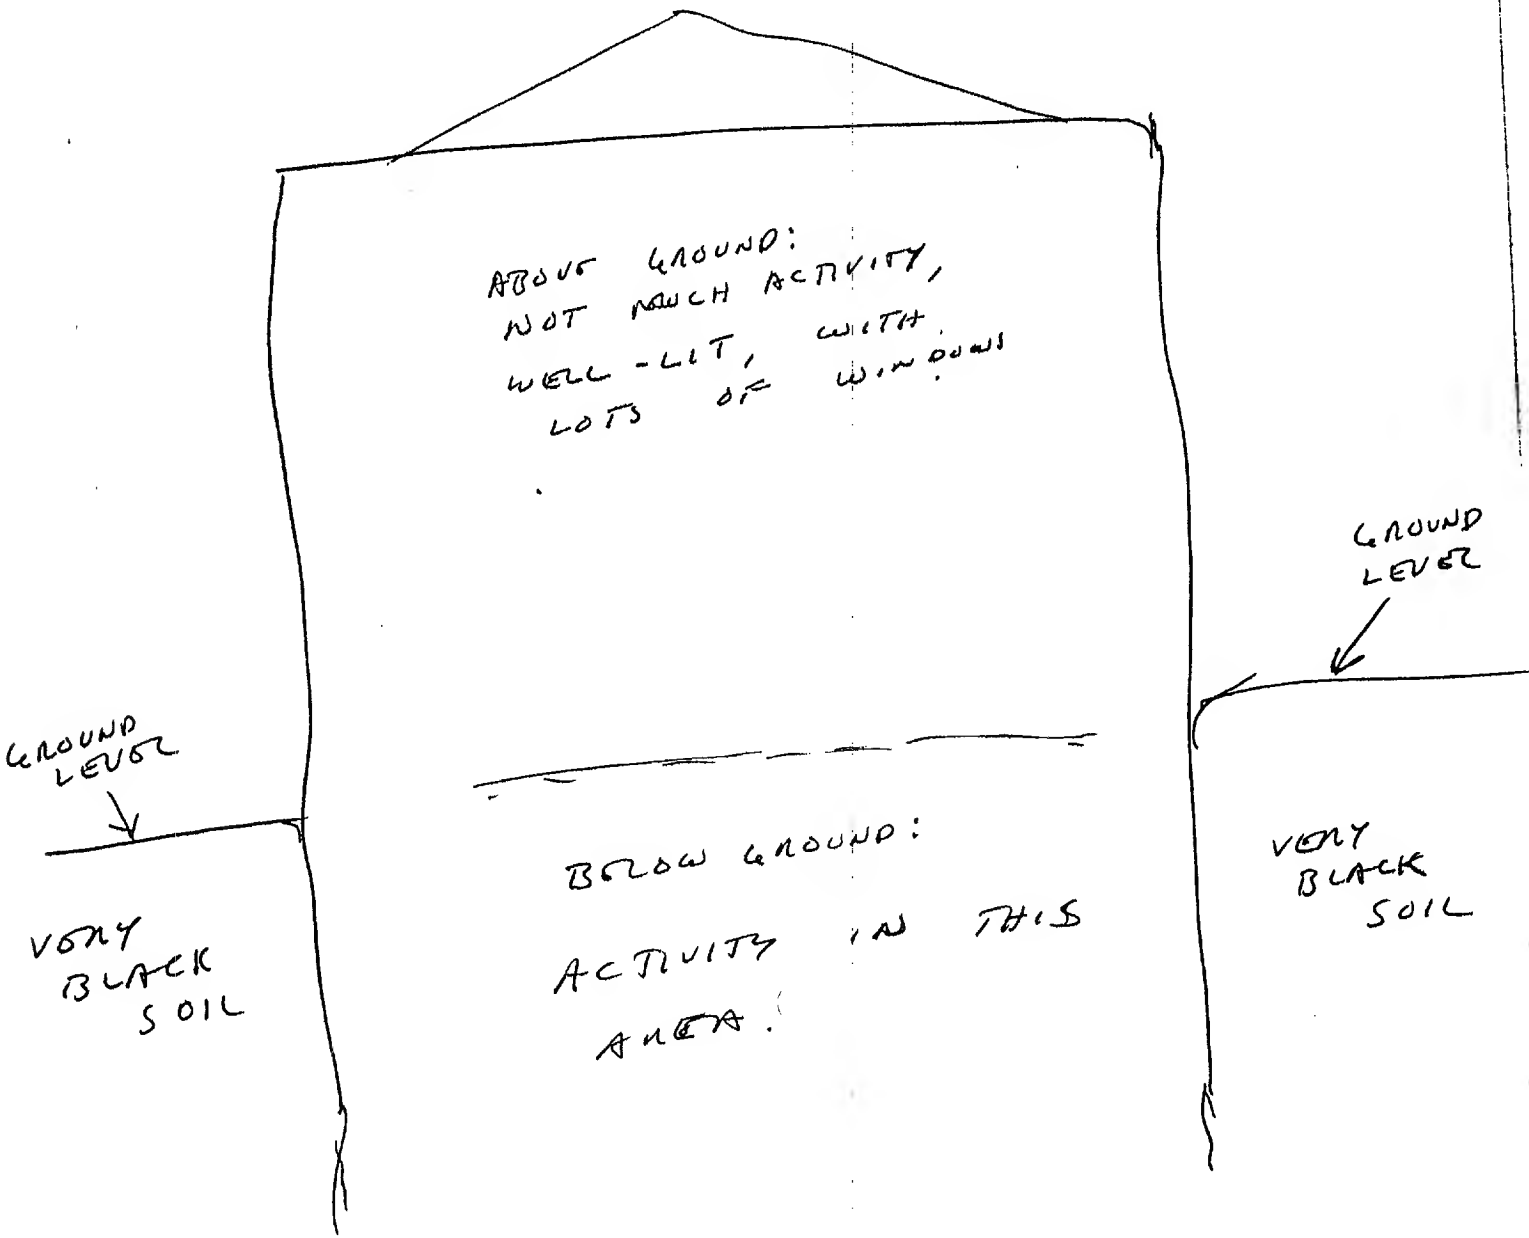 ABOVE GROUND:
NOT MUCH ACTIVITY,
WELL-LIT, WITH
LOTS OF WINDOWS
GROUND
LEVEL
GROUND
LEVEL
BELOW GROUND:
ACTIVITY IN THIS
AREA.
VERY
BLACK
SOIL
VERY
BLACK
SOIL